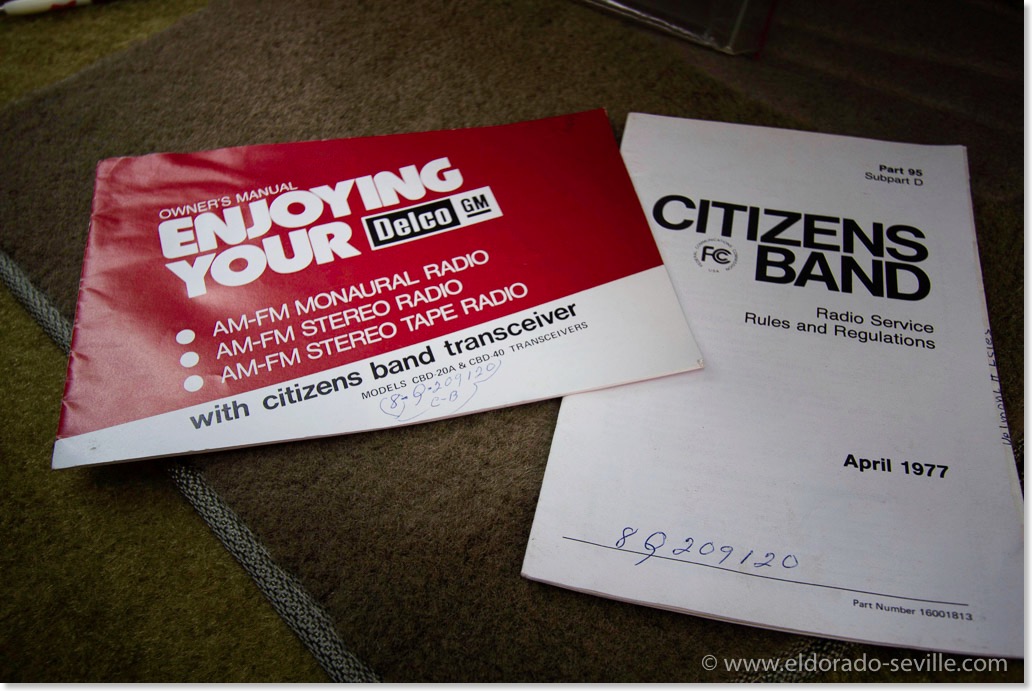 OWNER'S MANUAL
ENJOYING
YOUR Delco GM
• AM-FM MONAURAL RADIO
• AM-FM STEREO RADIO
• AM-FM STEREO TAPE RADIO
with citizens band transceiver
MODELS CBD-20A & CBD-40 TRANSCEIVERS
8-Q-209120
C-B
Part 95
Subpart D
CITIZENS
BAND
FCC
Radio Service
Rules and Regulations
April 1977
8Q209120
Part Number 16001813
© www.eldorado-seville.com